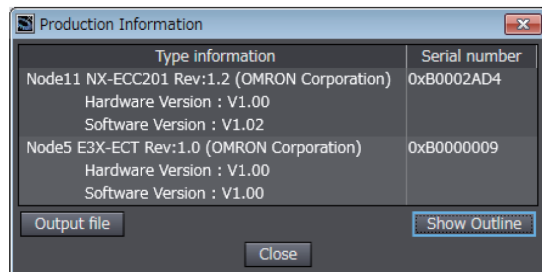 Production Information
Type information Serial number
Node11 NX-ECC201 Rev:1.2 (OMRON Corporation) 0xB0002AD4
Hardware Version : V1.00
Software Version : V1.02
Node5 E3X-ECT Rev:1.0 (OMRON Corporation) 0xB0000009
Hardware Version : V1.00
Software Version : V1.00
Output file Show Outline
Close